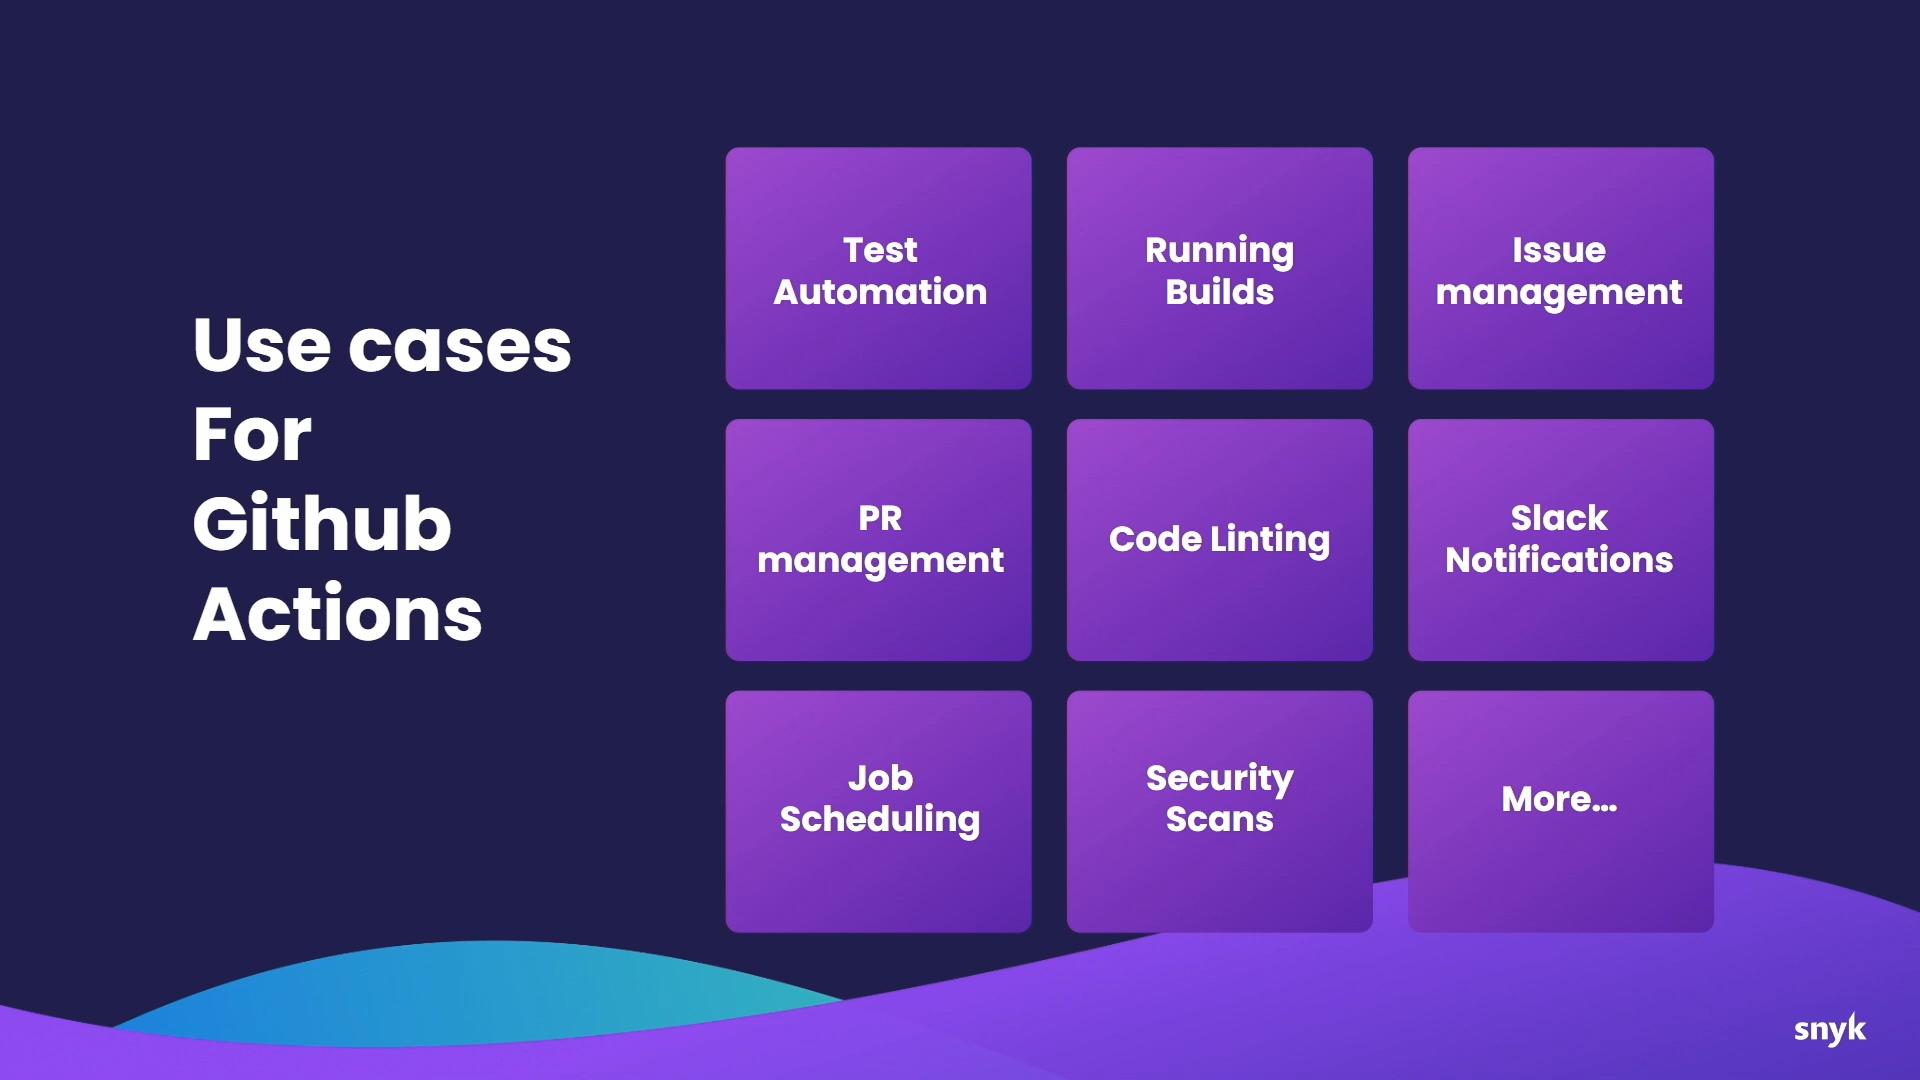 Use cases
For
Github
Actions
Test
Automation
Running
Builds
Issue
management
PR
management
Code Linting
Slack
Notifications
Job
Scheduling
Security
Scans
More...
snyk